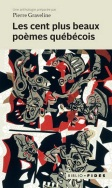 Pierre Graveline
Les cent plus beaux
poèmes québécois
BIBLIO • FIDES